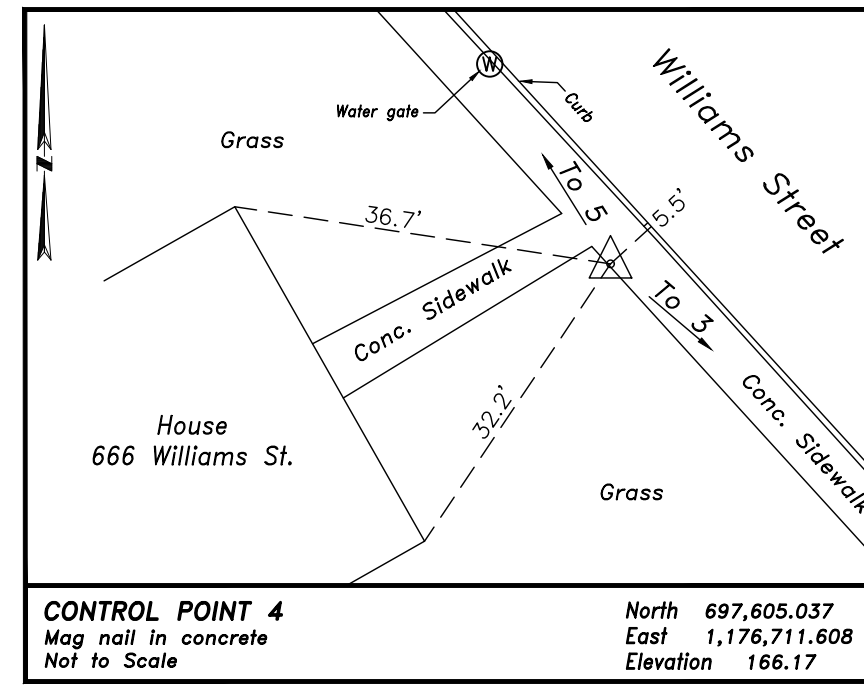 W
Williams Street
Curb
Water gate
Grass
N
To 5
36.7'
5.5'
Conc. Sidewalk
To 3
32.2'
Conc. Sidewalk
House
666 Williams St.
Grass
CONTROL POINT 4
Mag nail in concrete
Not to Scale
North 697,605.037
East 1,176,711.608
Elevation 166.17